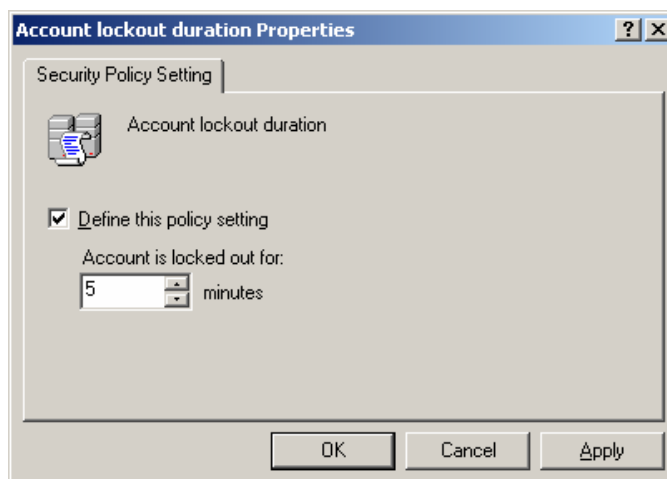 Account lockout duration Properties
Security Policy Setting
Account lockout duration
Define this policy setting
Account is locked out for:
5 minutes
OK Cancel Apply